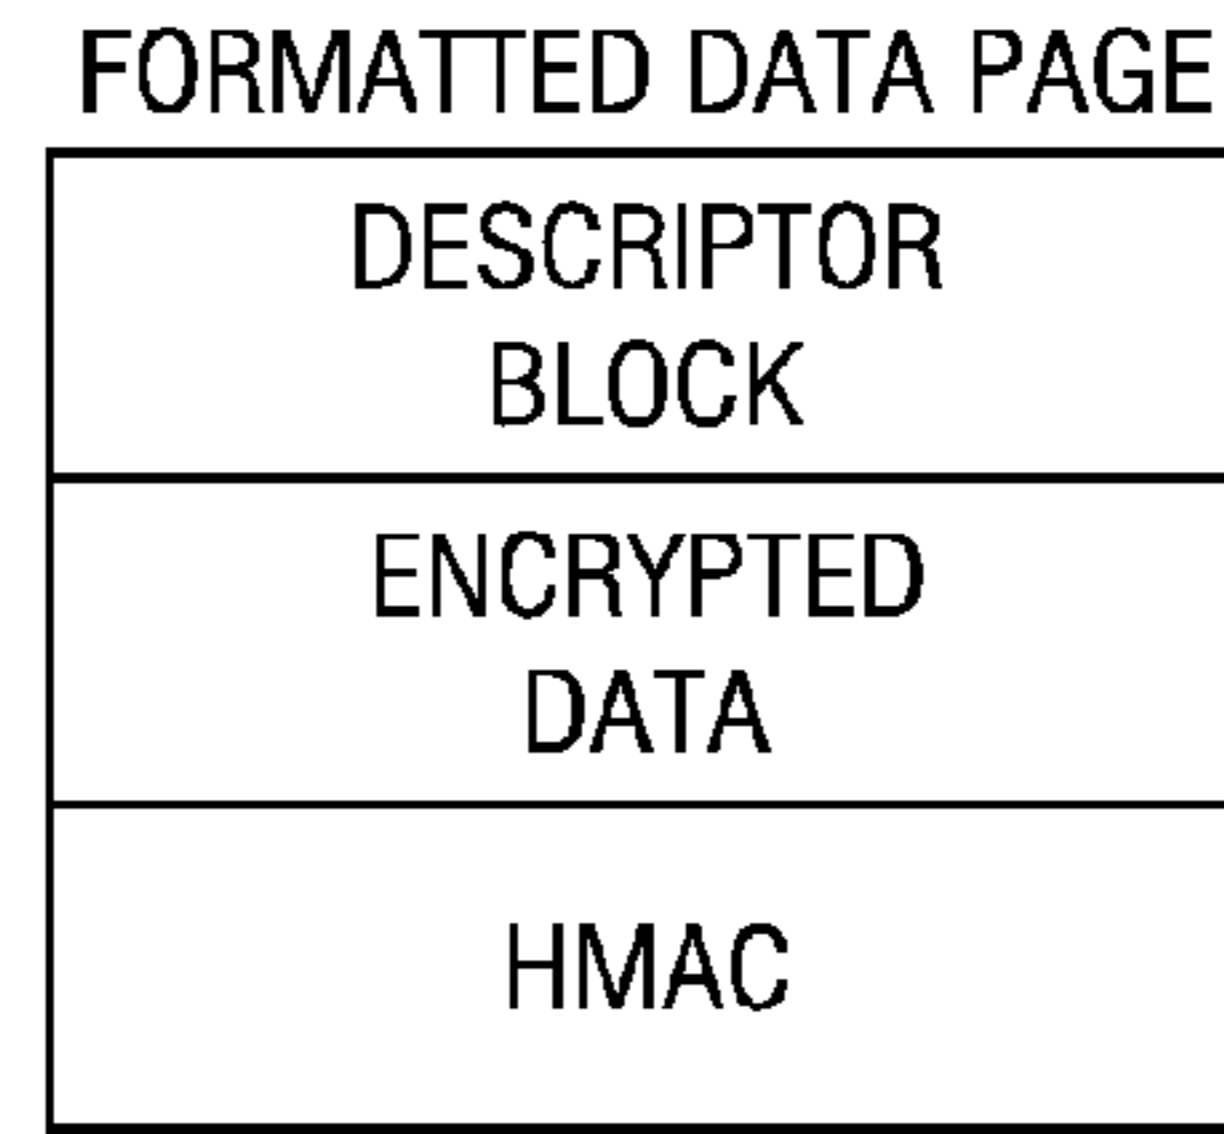 FORMATTED DATA PAGE
DESCRIPTOR
BLOCK
ENCRYPTED
DATA
HMAC